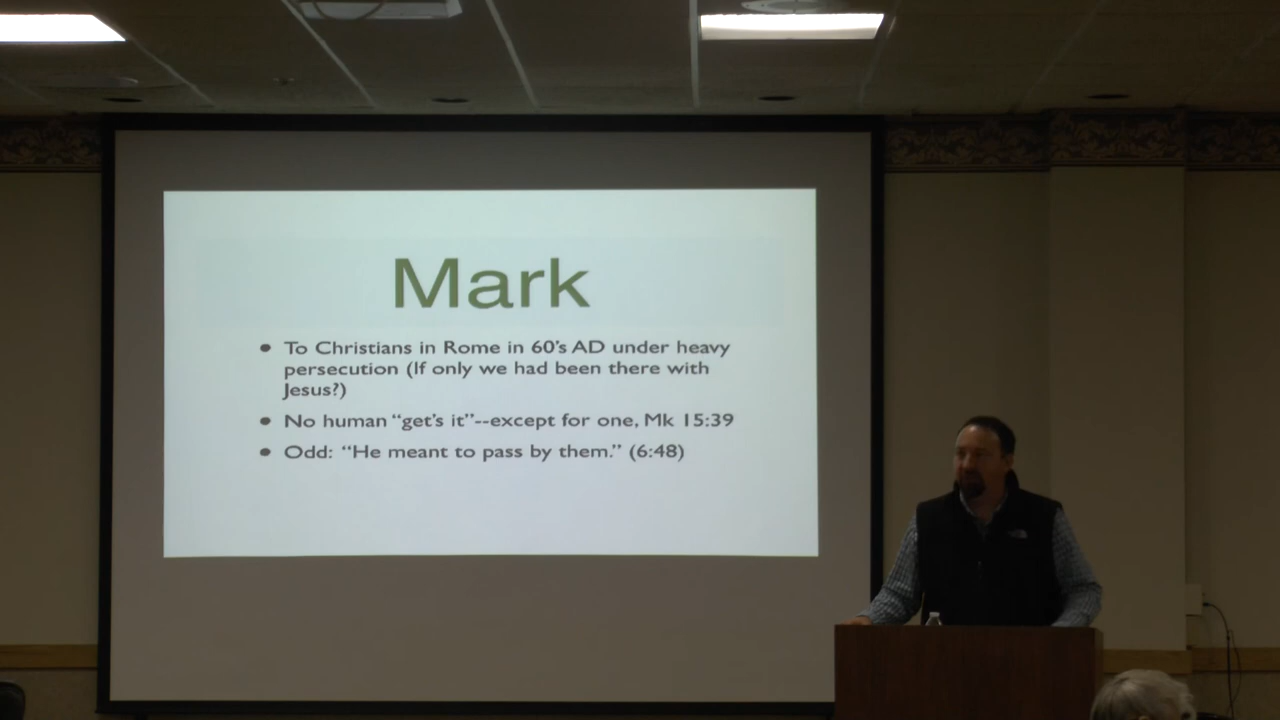 Mark
• To Christians in Rome in 60's AD under heavy
persecution (If only we had been there with
Jesus?)
• No human “get's it”--except for one, Mk 15:39
• Odd: “He meant to pass by them.” (6:48)